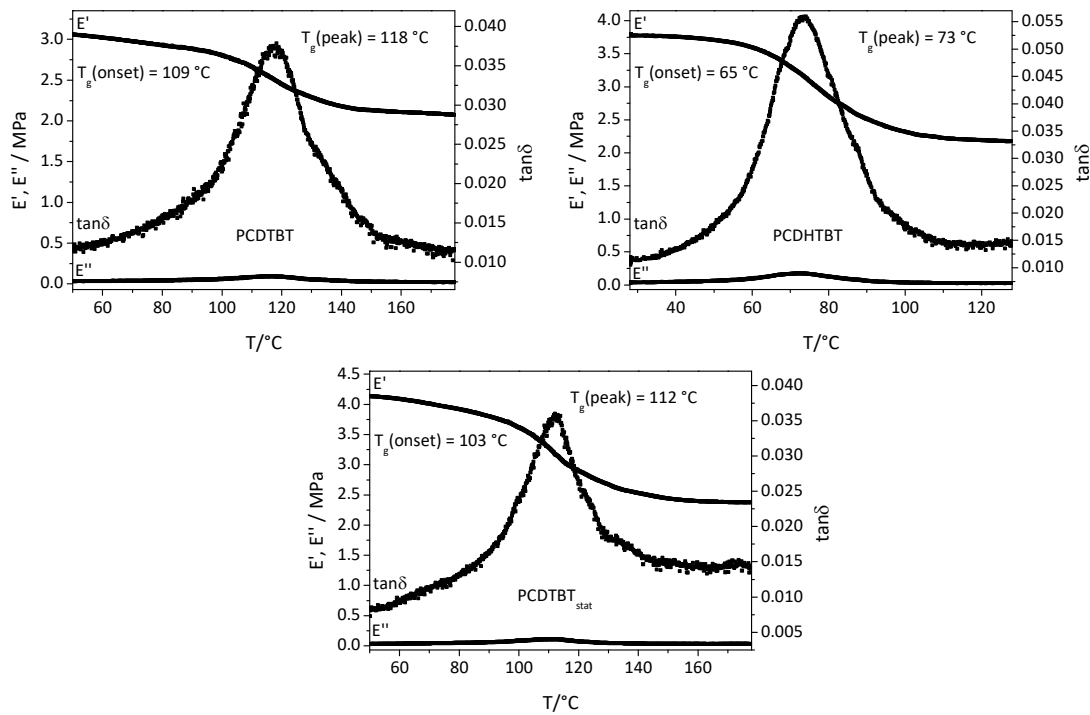 E'
T_g(peak) = 118 °C
T_g(onset) = 109 °C
tanδ
PCDTBT
E''
3.0
2.5
2.0
1.5
1.0
0.5
0.0
E', E'' / MPa
0.040
0.035
0.030
0.025
0.020
0.015
0.010
tanδ
60 80 100 120 140 160
T/°C
E'
T_g(peak) = 73 °C
T_g(onset) = 65 °C
tanδ
PCDHTBT
E''
4.0
3.5
3.0
2.5
2.0
1.5
1.0
0.5
0.0
E', E'' / MPa
0.055
0.050
0.045
0.040
0.035
0.030
0.025
0.020
0.015
0.010
tanδ
40 60 80 100 120
T/°C
E'
T_g(peak) = 112 °C
T_g(onset) = 103 °C
tanδ
PCDTBT_stat
E''
4.5
4.0
3.5
3.0
2.5
2.0
1.5
1.0
0.5
0.0
E', E'' / MPa
0.040
0.035
0.030
0.025
0.020
0.015
0.010
0.005
tanδ
60 80 100 120 140 160
T/°C